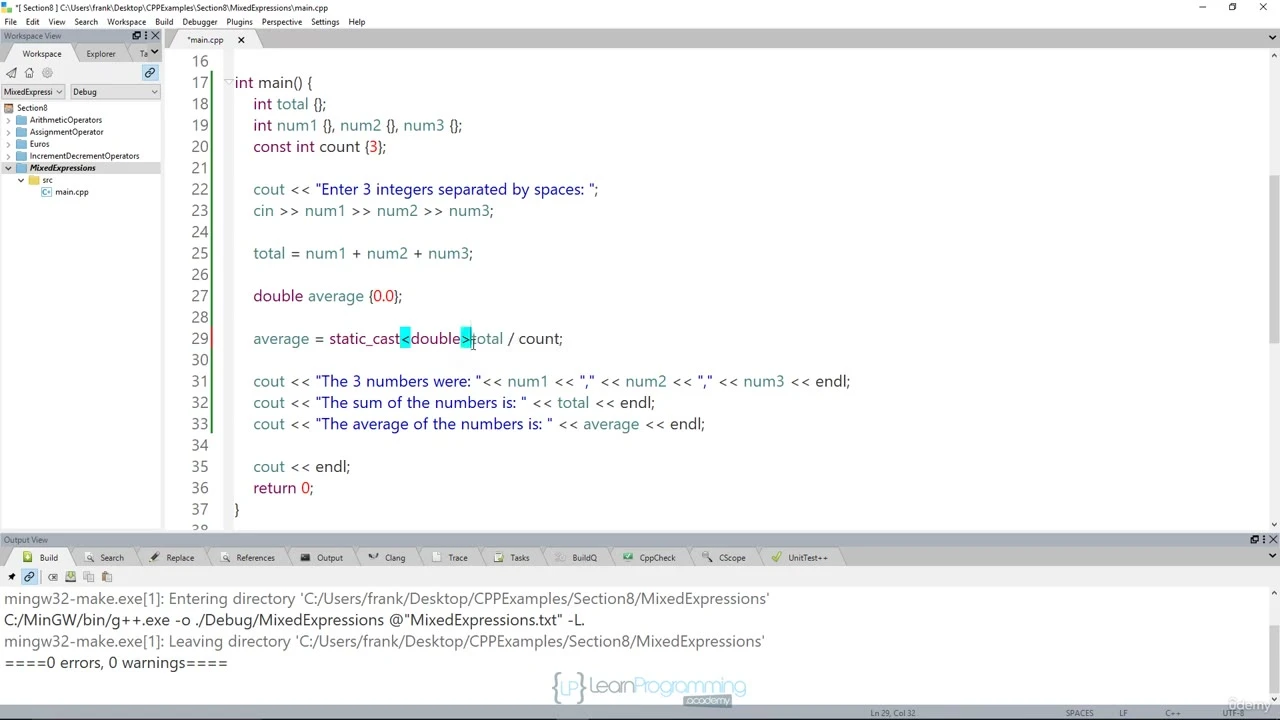 *[ Section8 ] C:\Users\frank\Desktop\CPPExamples\Section8\MixedExpressions\main.cpp
File Edit View Search Workspace Build Debugger Plugins Perspective Settings Help
Workspace View
*main.cpp
Workspace Explorer Ta
MixedExpressi Debug
Section8
ArithmeticOperators
AssignmentOperator
Euros
IncrementDecrementOperators
MixedExpressions
src
main.cpp
16
17 int main() {
18 int total {};
19 int num1 {}, num2 {}, num3 {};
20 const int count {3};
21
22 cout << "Enter 3 integers separated by spaces: ";
23 cin >> num1 >> num2 >> num3;
24
25 total = num1 + num2 + num3;
26
27 double average {0.0};
28
29 average = static_cast<double>total / count;
30
31 cout << "The 3 numbers were: "<< num1 << "," << num2 << "," << num3 << endl;
32 cout << "The sum of the numbers is: " << total << endl;
33 cout << "The average of the numbers is: " << average << endl;
34
35 cout << endl;
36 return 0;
37 }
38
Output View
Build Search Replace References Output Clang Trace Tasks BuildQ CppCheck CScope UnitTest++
mingw32-make.exe[1]: Entering directory 'C:/Users/frank/Desktop/CPPExamples/Section8/MixedExpressions'
C:/MinGW/bin/g++.exe -o ./Debug/MixedExpressions @"MixedExpressions.txt" -L.
mingw32-make.exe[1]: Leaving directory 'C:/Users/frank/Desktop/CPPExamples/Section8/MixedExpressions'
====0 errors, 0 warnings====
{LP} LearnProgramming
academy
ûdemy
Ln 29, Col 32 SPACES LF C++ UTF-8